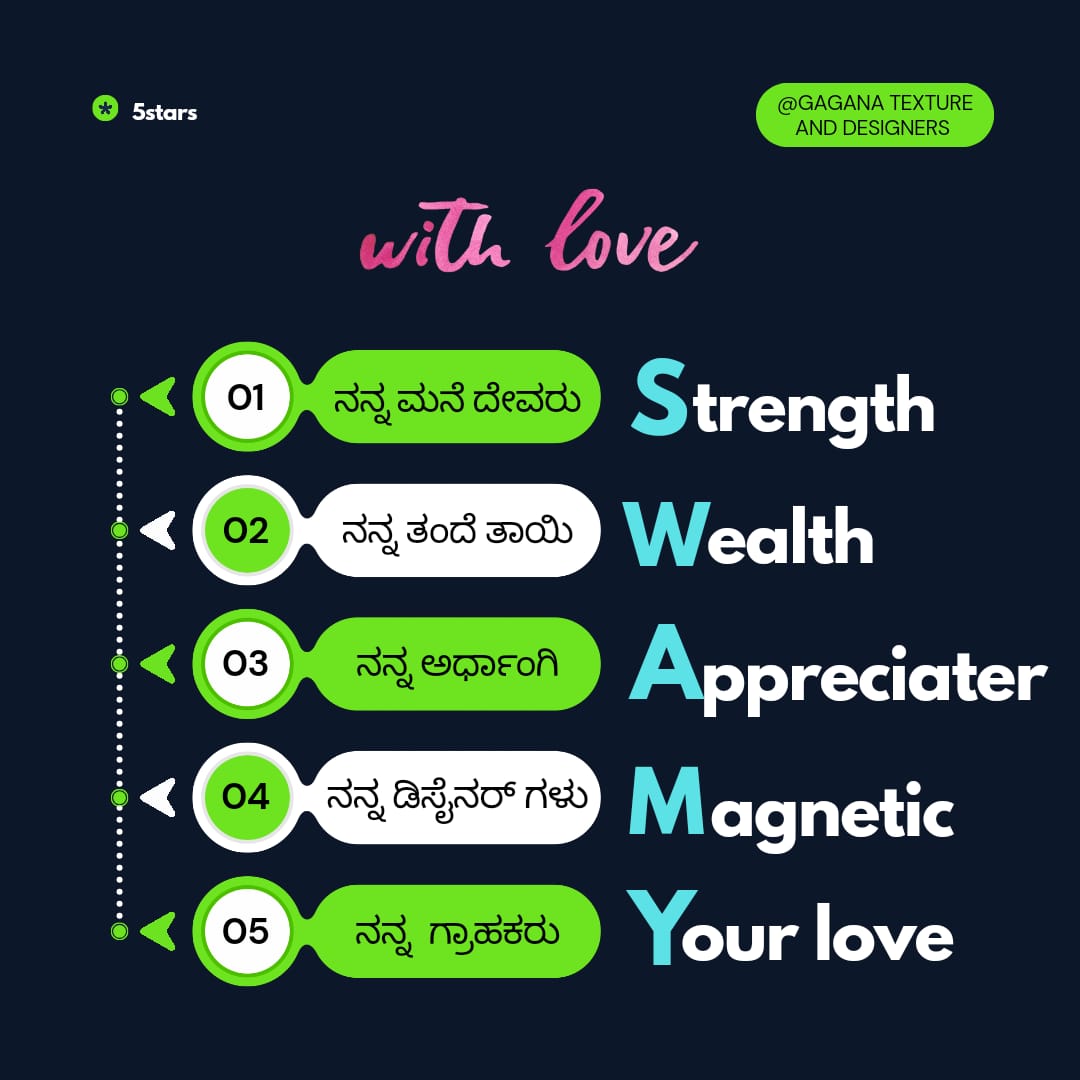 5stars
@GAGANA TEXTURE
AND DESIGNERS
with love
01 ನನ್ನ ಮನೆ ದೇವರು Strength
02 ನನ್ನ ತಂದೆ ತಾಯಿ Wealth
03 ನನ್ನ ಅರ್ಧಾಂಗಿ Appreciater
04 ನನ್ನ ಡಿಸೈನರ್ ಗಳು Magnetic
05 ನನ್ನ ಗ್ರಾಹಕರು Your love